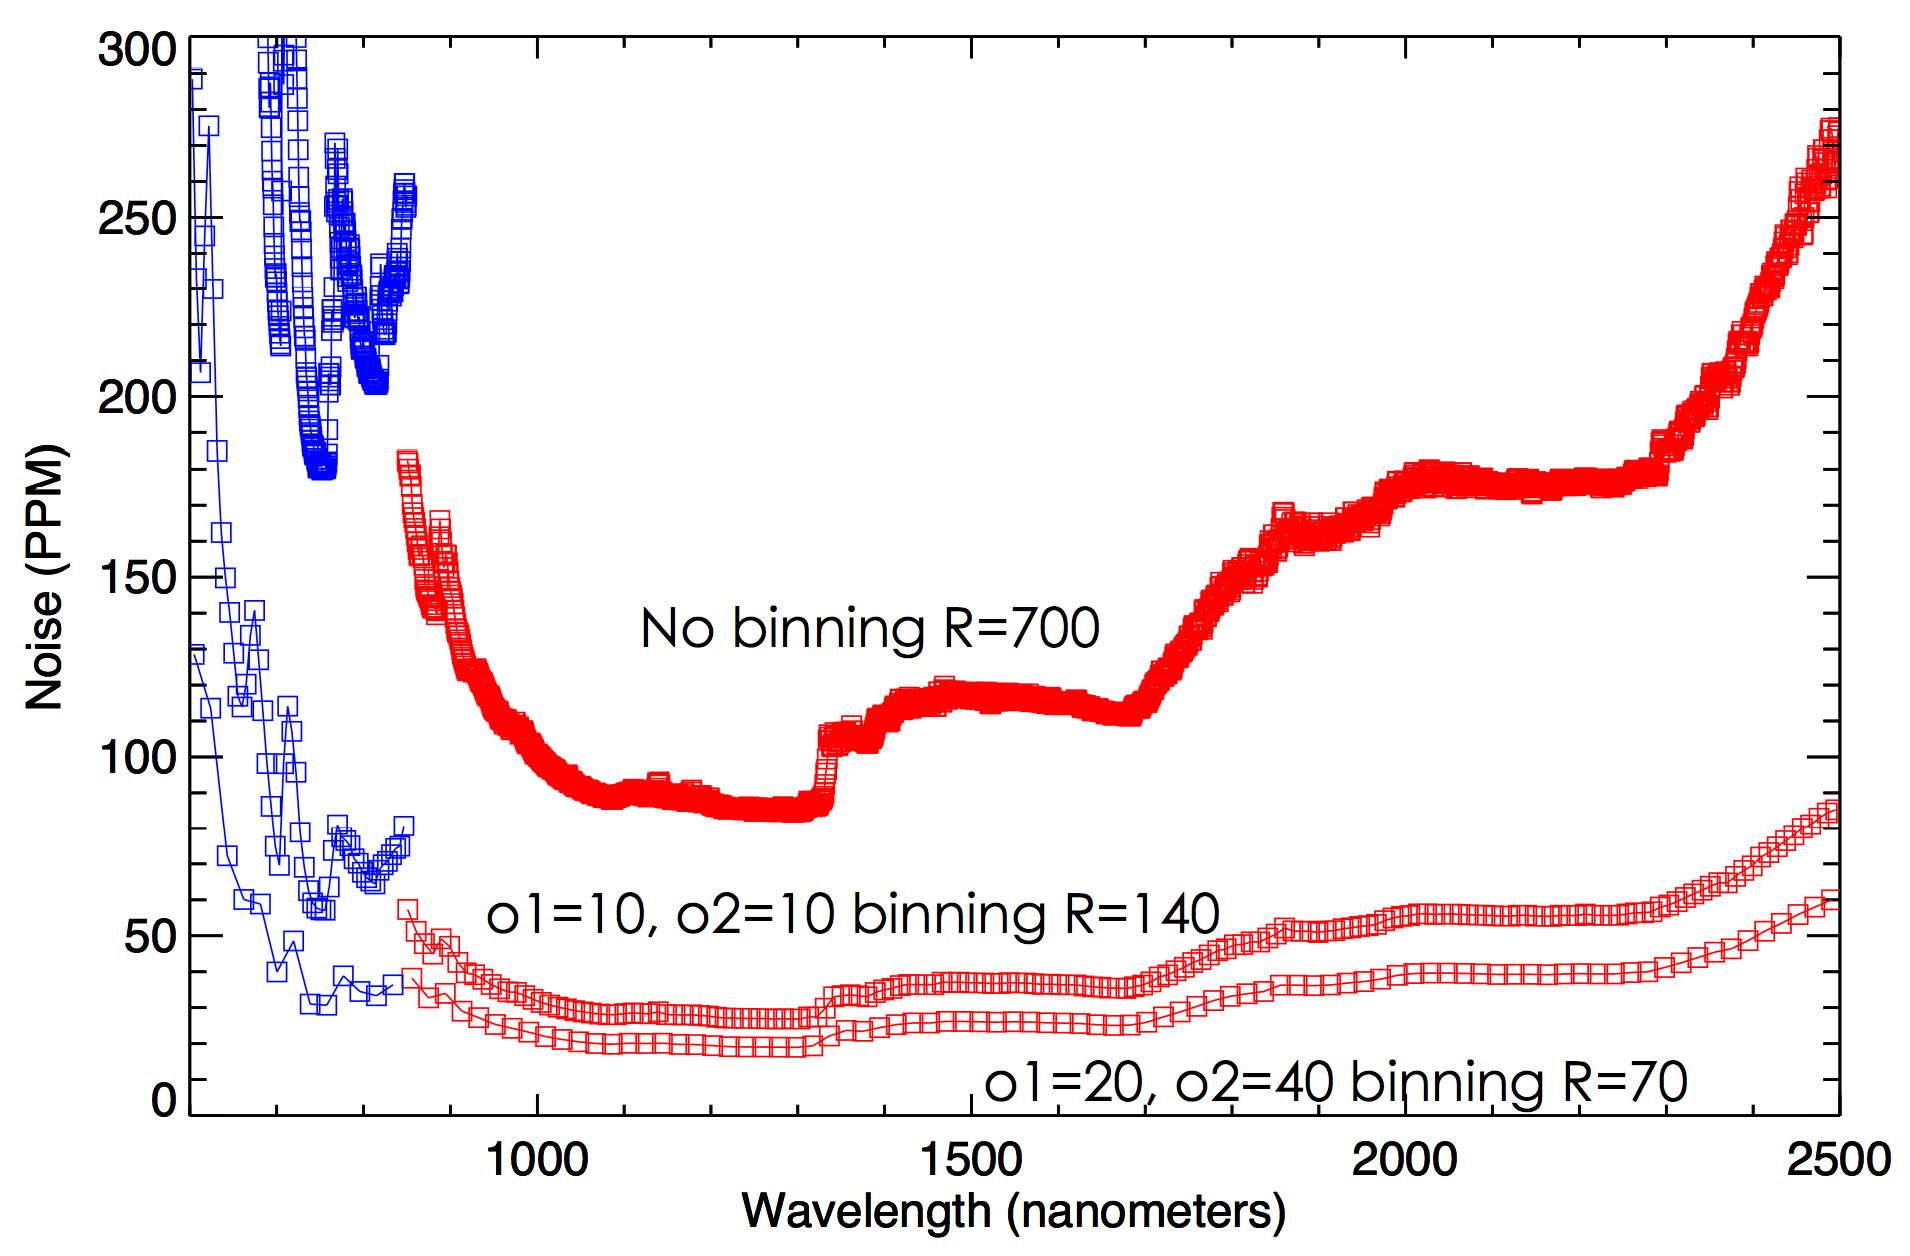 300
250
200
150
100
50
0
Noise (PPM)
No binning R=700
o1=10, o2=10 binning R=140
o1=20, o2=40 binning R=70
1000 1500 2000 2500
Wavelength (nanometers)